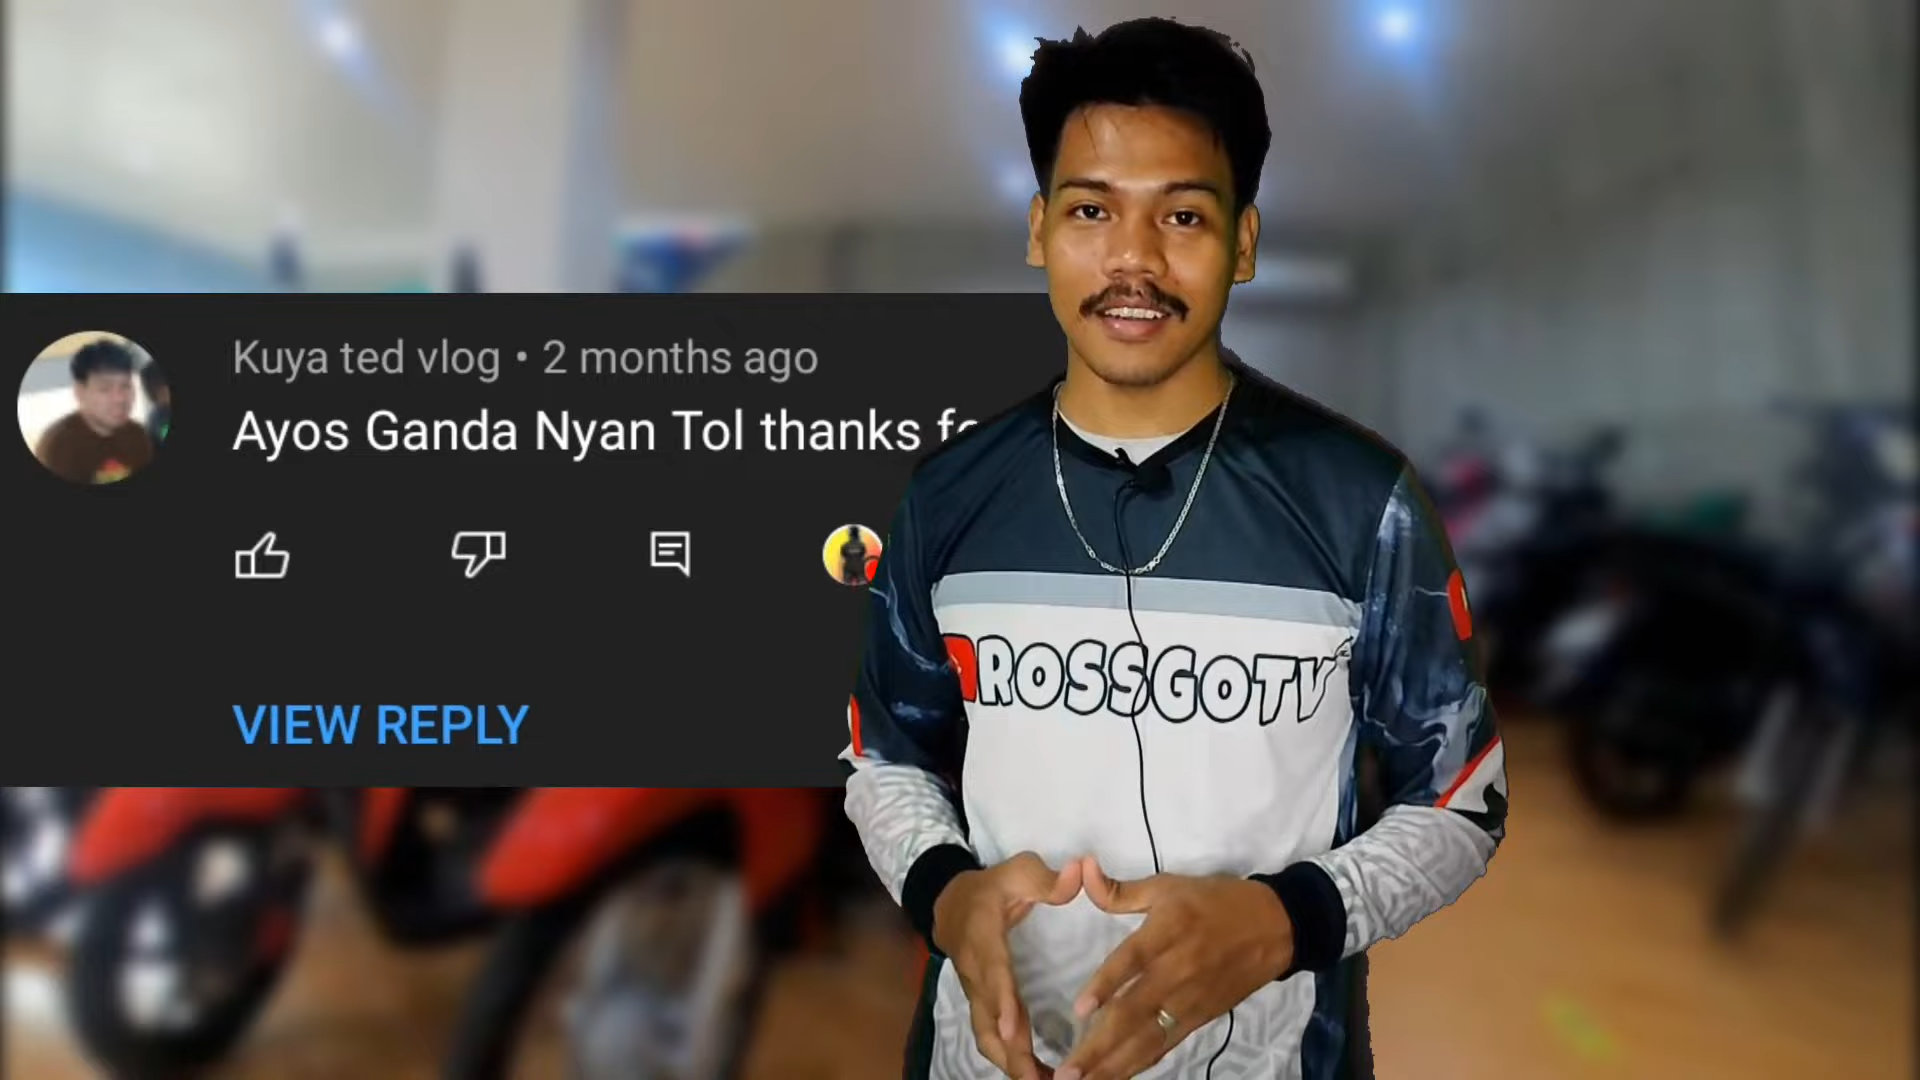 Kuya ted vlog • 2 months ago
Ayos Ganda Nyan Tol thanks
VIEW REPLY
ROSSGOTV